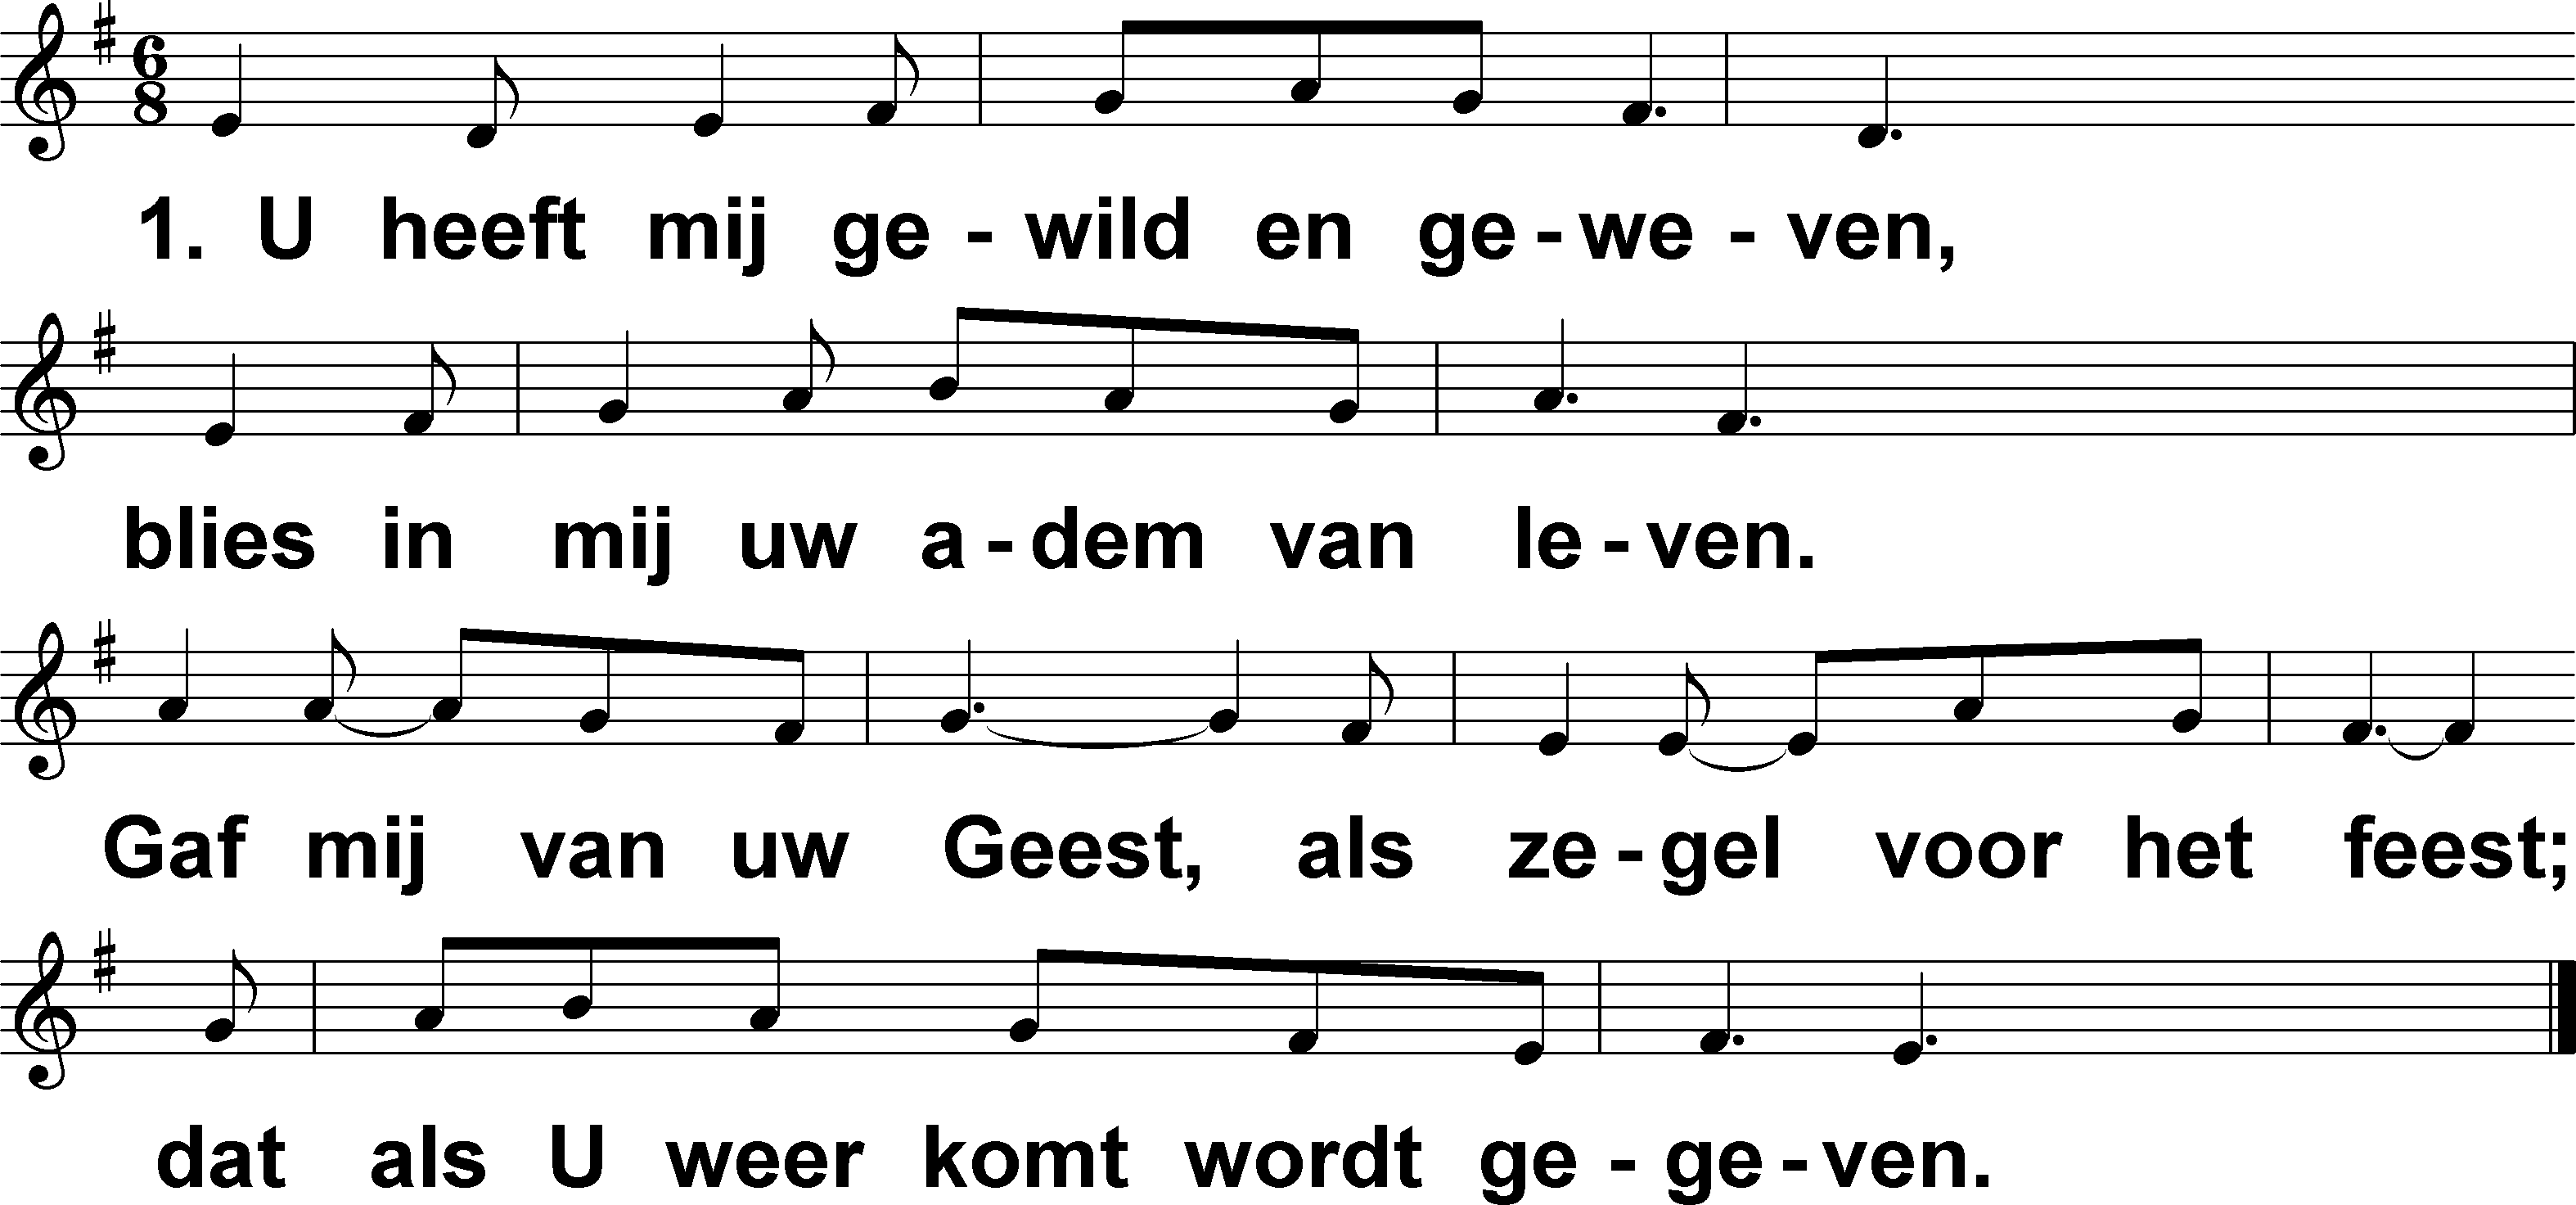 1. U heeft mij ge - wild en ge - we - ven,
blies in mij uw a - dem van le - ven.
Gaf mij van uw Geest, als ze - gel voor het feest;
dat als U weer komt wordt ge - ge - ven.